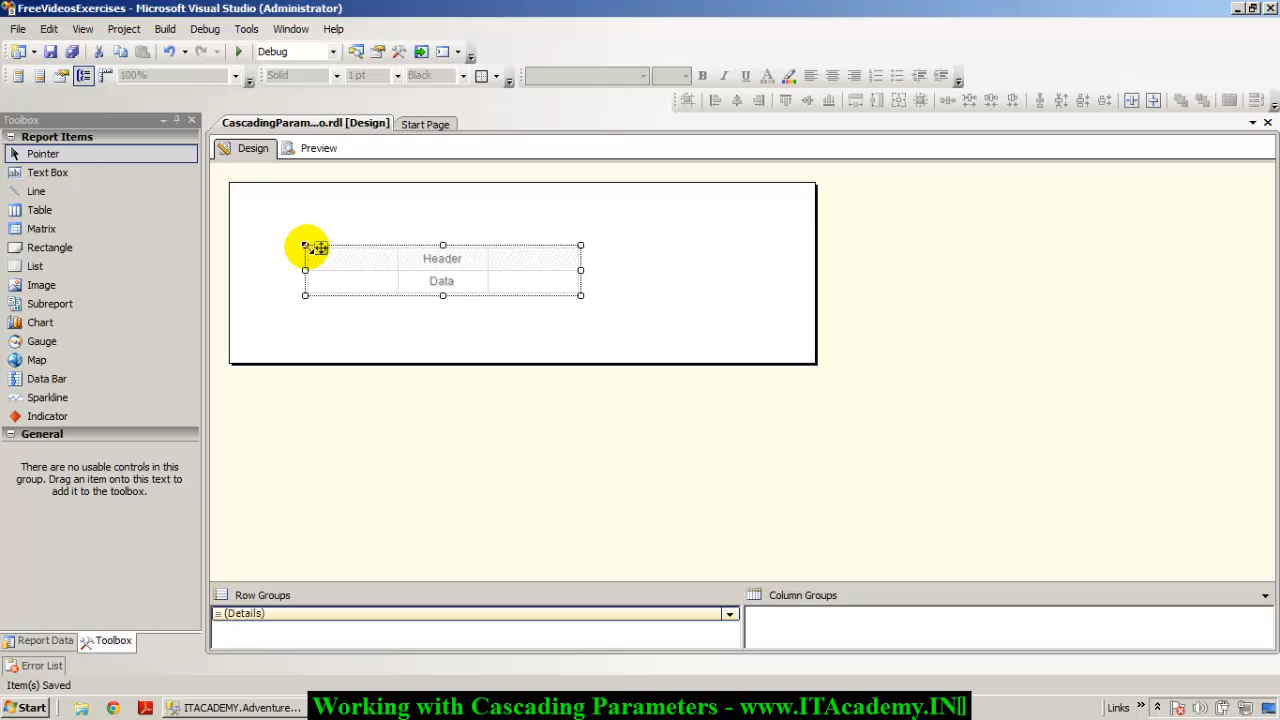 FreeVideosExercises - Microsoft Visual Studio (Administrator)
File Edit View Project Build Debug Tools Window Help
Debug
100% Solid 1 pt Black B I U A
Toolbox
CascadingParam...o.rdl [Design] Start Page
Report Items
Design Preview
Pointer
Text Box
Line
Table
Matrix
Rectangle
List
Image
Subreport
Chart
Gauge
Map
Data Bar
Sparkline
Indicator
General
There are no usable controls in this
group. Drag an item onto this text to
add it to the toolbox.
Header
Data
Row Groups Column Groups
(Details)
Report Data Toolbox
Error List
Item(s) Saved
Start ITACADEMY.Adventure... Working with Cascading Parameters - www.ITAcademy.IN Links